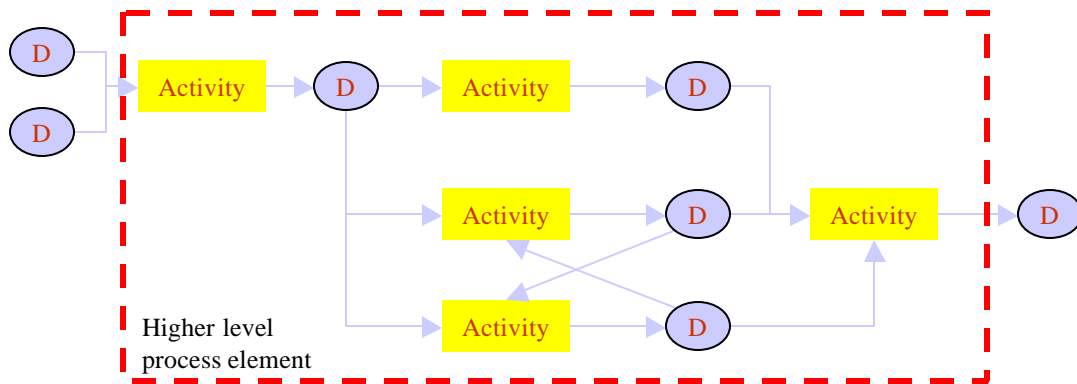 D
D
Activity
D
Activity
D
Activity
D
Activity
D
Activity
D
Higher level
process element